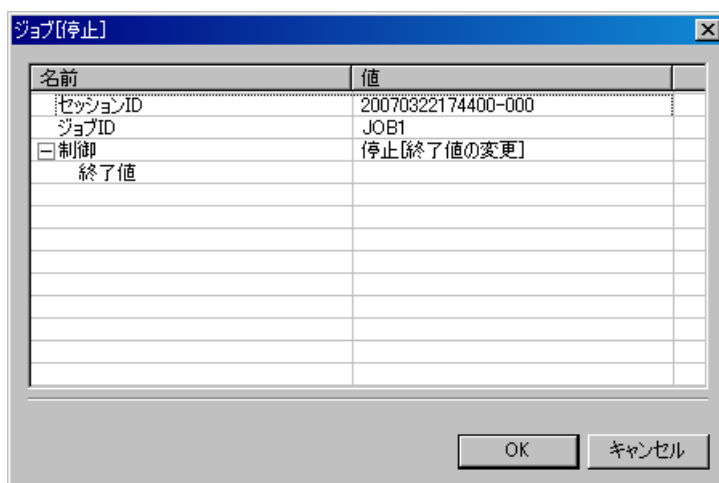 ジョブ[停止]
名前 値
セッションID 20070322174400-000
ジョブID JOB1
制御 停止[終了値の変更]
終了値
OK キャンセル